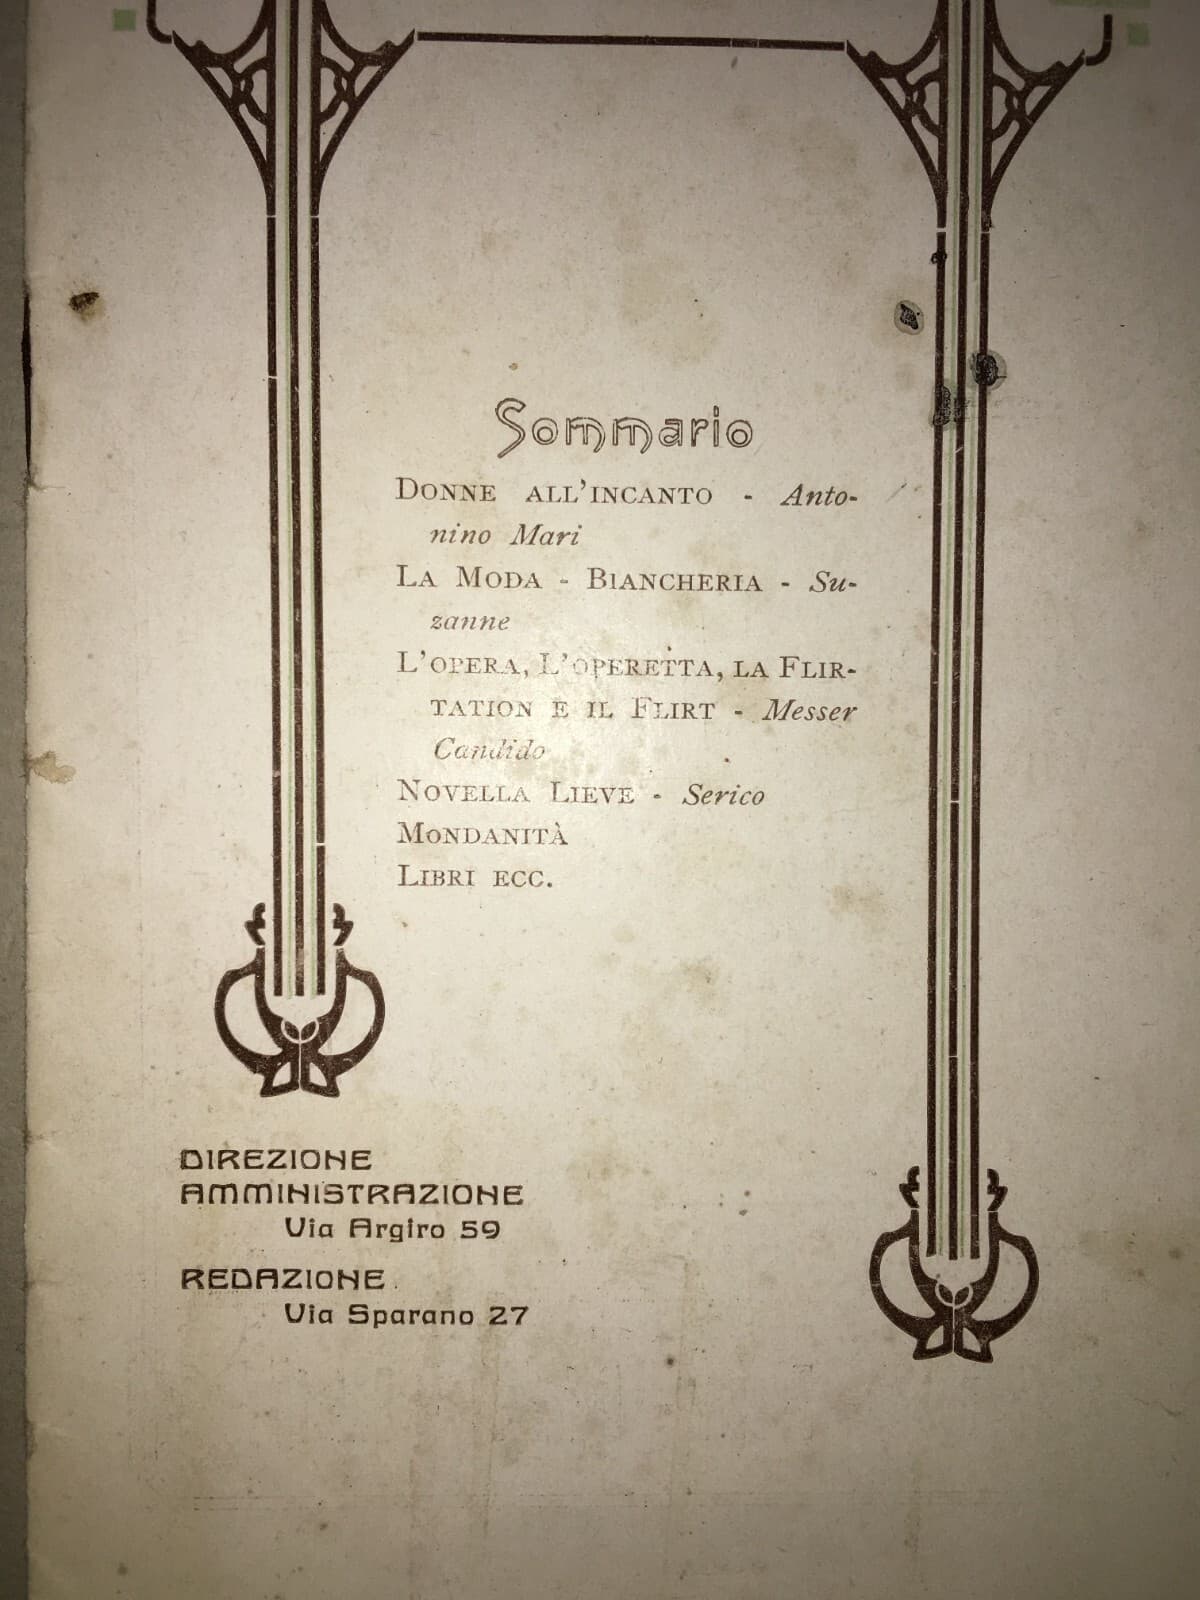 Sommario
Donne all'incanto - Anto-
nino Mari
La Moda - Biancheria - Su-
zanne
L'opera, l'operetta, la Flir-
tation e il Flirt - Messer
Candido
Novella Lieve - Serico
Mondanità
Libri ecc.
DIREZIONE
AMMINISTRAZIONE
Via Argiro 59
REDAZIONE
Via Sparano 27